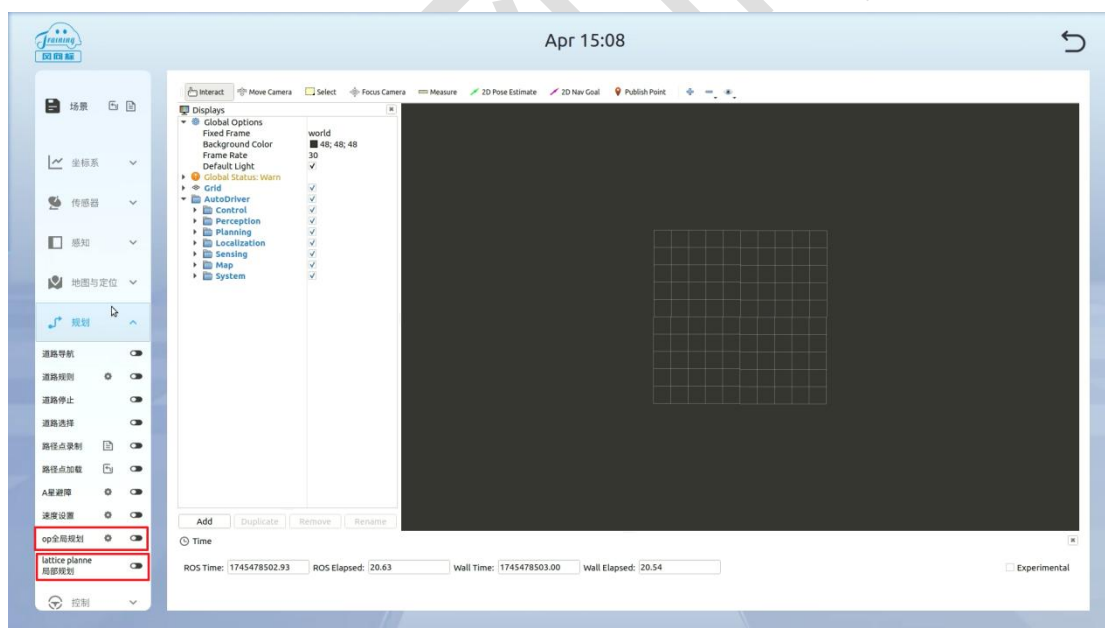 Training
风向标
Apr 15:08
场景
坐标系
传感器
感知
地图与定位
规划
道路导航
道路规则
道路停止
道路选择
路径点录制
路径点加载
A星避障
速度设置
op全局规划
lattice planne
局部规划
控制
Interact Move Camera Select Focus Camera Measure 2D Pose Estimate 2D Nav Goal Publish Point
Displays
Global Options
Fixed Frame world
Background Color 48; 48; 48
Frame Rate 30
Default Light ✓
Global Status: Warn
Grid ✓
AutoDriver ✓
Control ✓
Perception ✓
Planning ✓
Localization ✓
Sensing ✓
Map ✓
System ✓
Add Duplicate Remove Rename
Time
ROS Time: 1745478502.93 ROS Elapsed: 20.63 Wall Time: 1745478503.00 Wall Elapsed: 20.54 Experimental